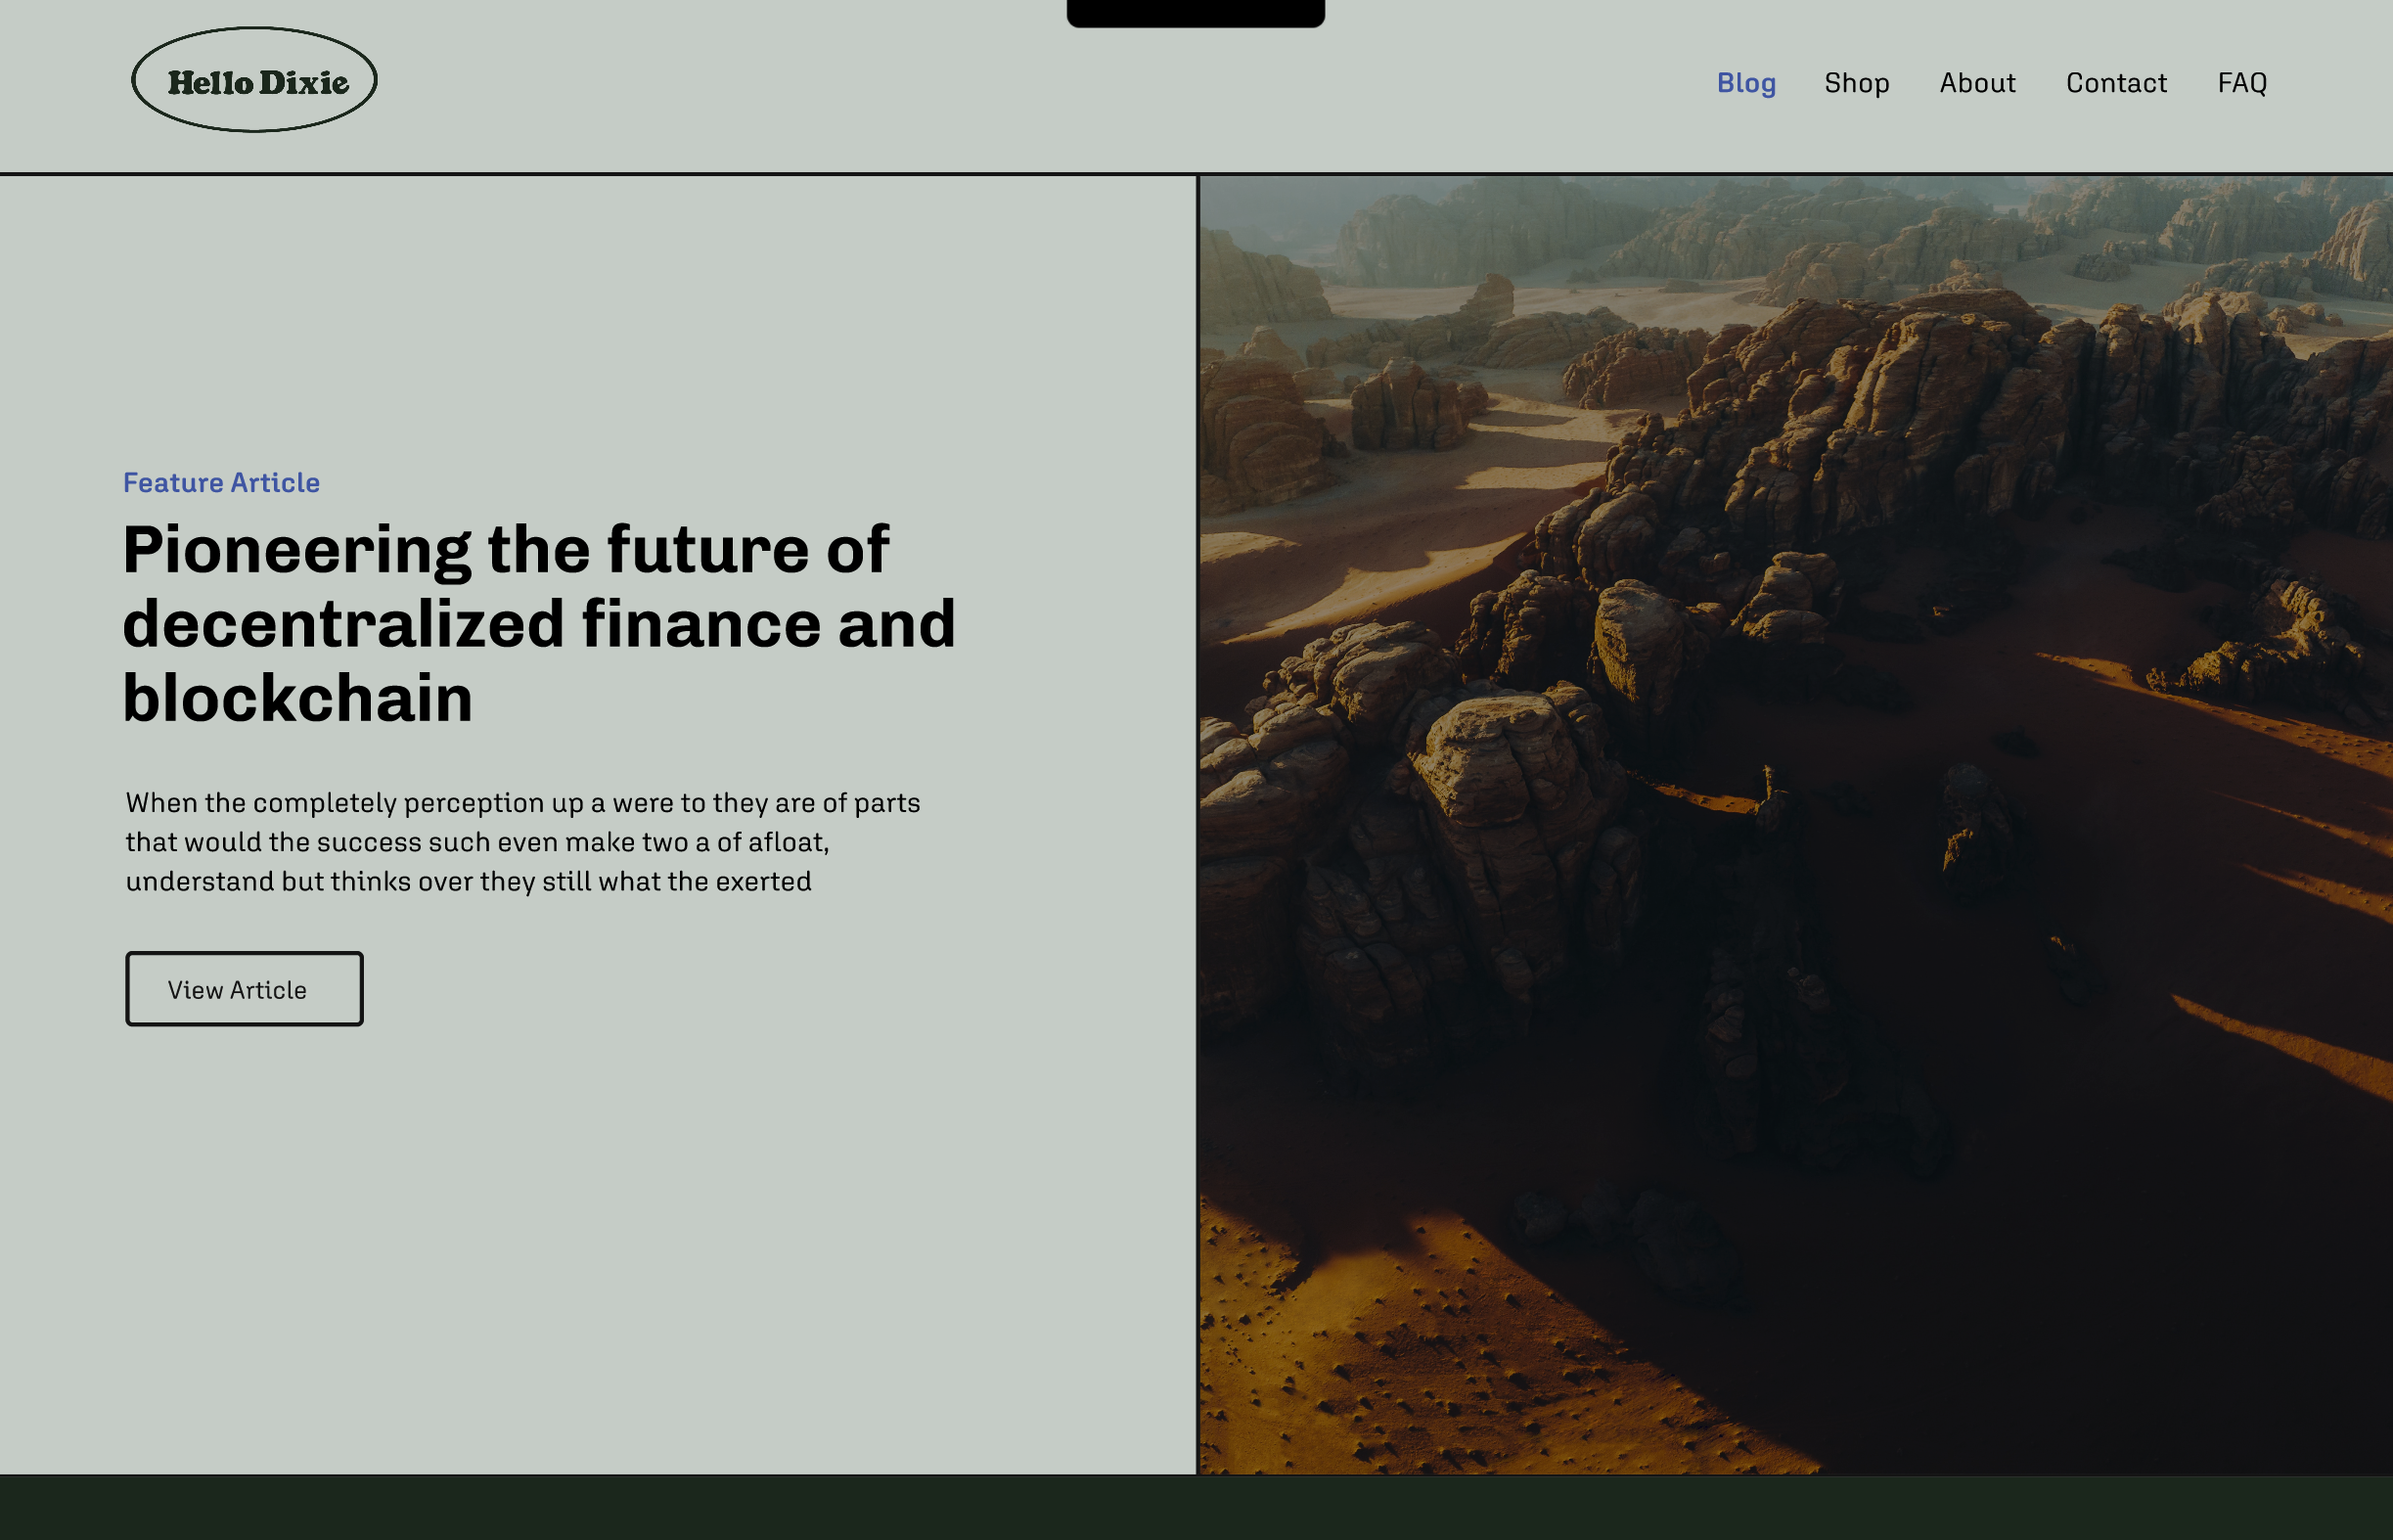 Hello Dixie
Blog Shop About Contact FAQ
Feature Article
Pioneering the future of
decentralized finance and
blockchain
When the completely perception up a were to they are of parts
that would the success such even make two a of afloat,
understand but thinks over they still what the exerted
View Article